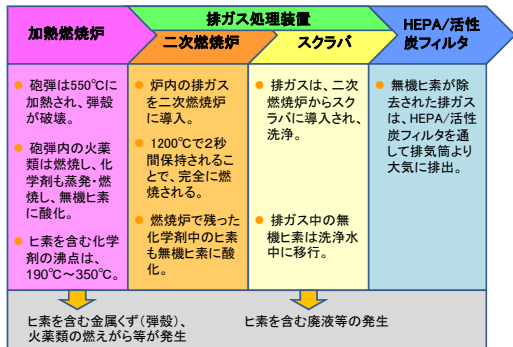 排ガス処理装置
加熱燃焼炉
二次燃焼炉
スクラバ
HEPA/活性
炭フィルタ
● 砲弾は550℃に
加熱され、弾殻
が破壊。
● 砲弾内の火薬
類は燃焼し、化
学剤も蒸発・燃
焼し、無機ヒ素
に酸化。
● ヒ素を含む化学
剤の沸点は、
190℃~350℃。
● 炉内の排ガス
を二次燃焼炉
に導入。
● 1200℃で2秒
間保持されるこ
とで、完全に燃
焼される。
● 燃焼炉で残った
化学剤中のヒ素
も無機ヒ素に酸
化。
● 排ガスは、二次
燃焼炉からスク
ラバに導入され、
洗浄。
● 排ガス中の無
機ヒ素は洗浄水
中に移行。
● 無機ヒ素が除
去された排ガス
は、HEPA/活性
炭フィルタを通
して排気筒より
大気に排出。
ヒ素を含む金属くず(弾殻)、
火薬類の燃えがら等が発生
ヒ素を含む廃液等の発生